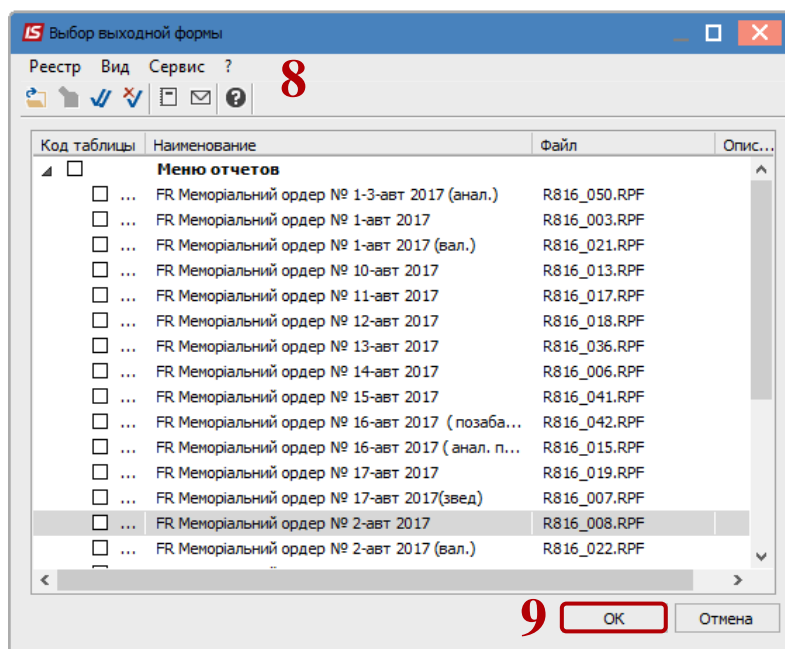 IS Выбор выходной формы
Реестр Вид Сервис ?
8
Код таблицы Наименование Файл Опис...
Меню отчетов
... FR Меморіальний ордер № 1-3-авт 2017 (анал.) R816_050.RPF
... FR Меморіальний ордер № 1-авт 2017 R816_003.RPF
... FR Меморіальний ордер № 1-авт 2017 (вал.) R816_021.RPF
... FR Меморіальний ордер № 10-авт 2017 R816_013.RPF
... FR Меморіальний ордер № 11-авт 2017 R816_017.RPF
... FR Меморіальний ордер № 12-авт 2017 R816_018.RPF
... FR Меморіальний ордер № 13-авт 2017 R816_036.RPF
... FR Меморіальний ордер № 14-авт 2017 R816_006.RPF
... FR Меморіальний ордер № 15-авт 2017 R816_041.RPF
... FR Меморіальний ордер № 16-авт 2017 ( позаба... R816_042.RPF
... FR Меморіальний ордер № 16-авт 2017 ( анал. п... R816_015.RPF
... FR Меморіальний ордер № 17-авт 2017 R816_019.RPF
... FR Меморіальний ордер № 17-авт 2017(звед) R816_007.RPF
... FR Меморіальний ордер № 2-авт 2017 R816_008.RPF
... FR Меморіальний ордер № 2-авт 2017 (вал.) R816_022.RPF
9 ОК Отмена